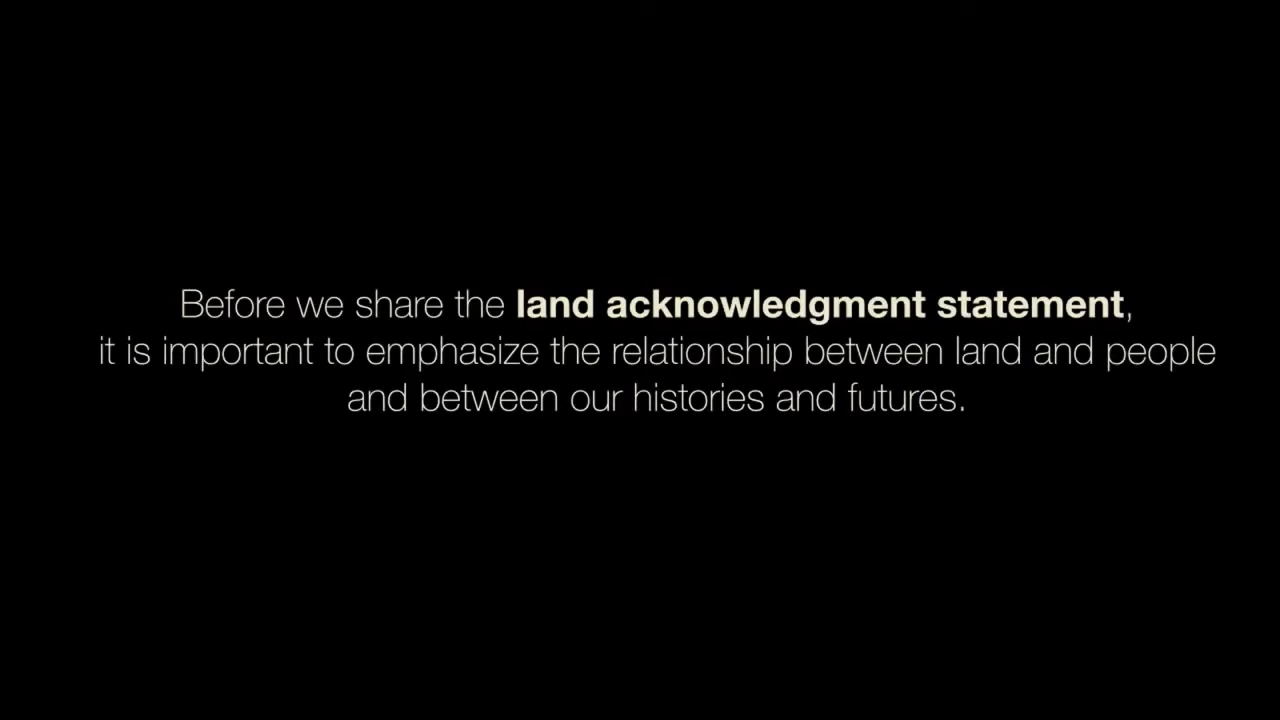 Before we share the land acknowledgment statement,
it is important to emphasize the relationship between land and people
and between our histories and futures.